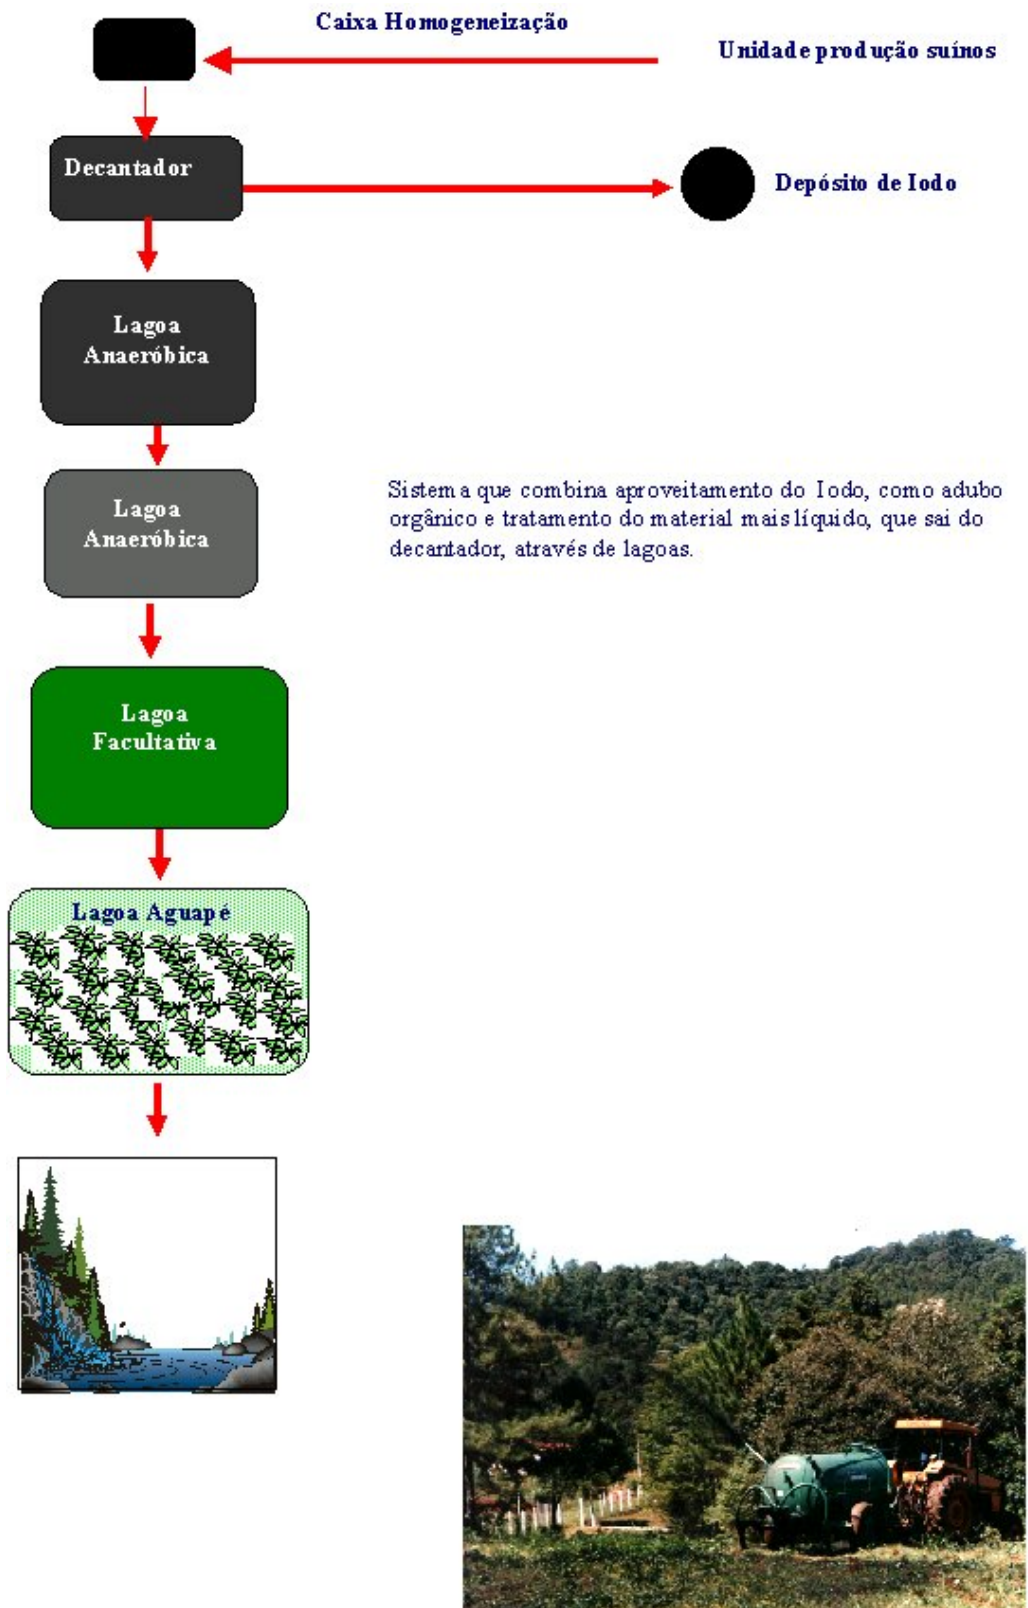 Caixa Homogeneização
Unidade produção suínos
Decantador
Depósito de Iodo
Lagoa
Anaeróbica
Lagoa
Anaeróbica
Sistema que combina aproveitamento do Iodo, como adubo
orgânico e tratamento do material mais líquido, que sai do
decantador, através de lagoas.
Lagoa
Facultativa
Lagoa Aguapé